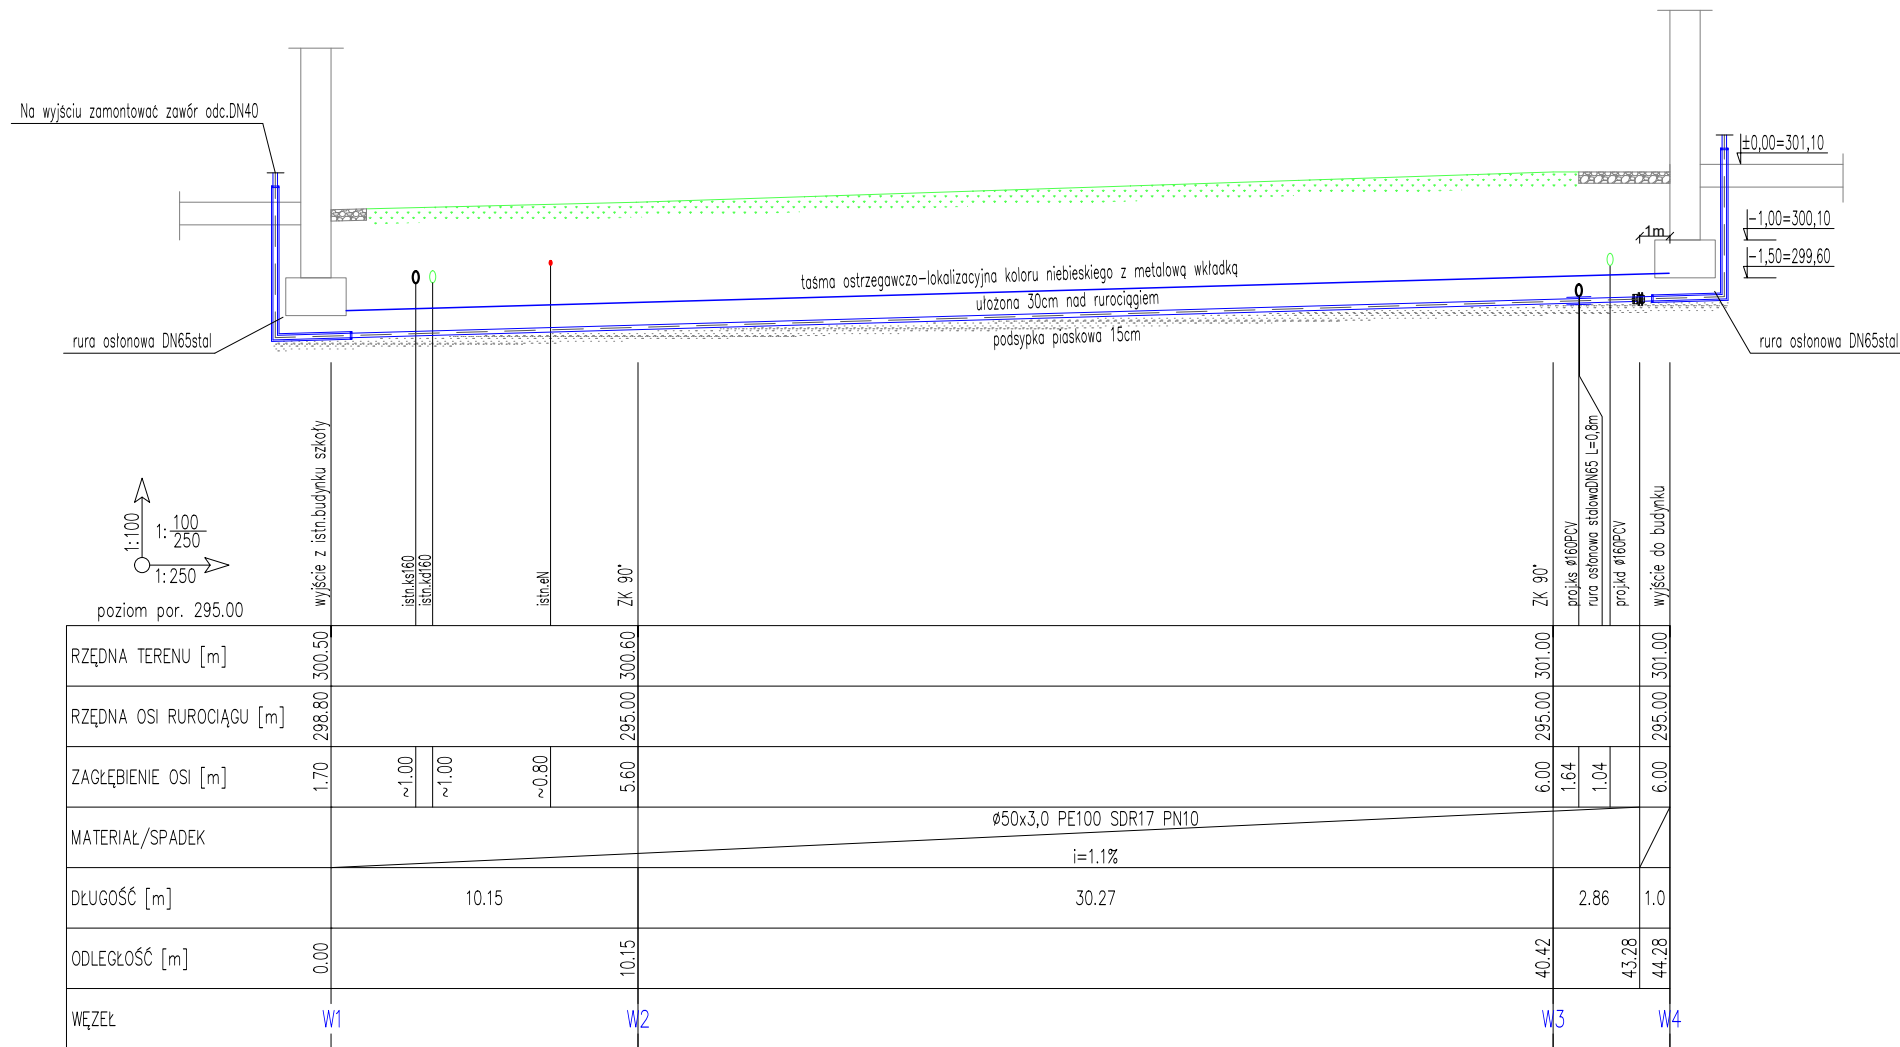 Na wyjściu zamontować zawór odc.DN40
±0,00=301,10
-1,00=300,10
1m
-1,50=299,60
taśma ostrzegawczo-lokalizacyjna koloru niebieskiego z metalową wkładką
ułożona 30cm nad rurociągiem
podsypka piaskowa 15cm
rura osłonowa DN65stal
rura osłonowa DN65stal
1:100
1: 100
250
1:250
poziom por. 295.00
wyjście z istn.budynku szkoły
istn.ks160
istn.kd160
istn.eN
ZK 90°
ZK 90°
proj.ks ø160PCV
rura osłonowa stalowaDN65 L=0,8m
proj.kd ø160PCV
wyjście do budynku
RZĘDNA TERENU [m] 300.50 300.60 301.00 301.00
RZĘDNA OSI RUROCIĄGU [m] 298.80 295.00 295.00 295.00
ZAGŁĘBIENIE OSI [m] 1.70 ~1.00 ~1.00 ~0.80 5.60 6.00 1.64 1.04 6.00
MATERIAŁ/SPADEK ø50x3,0 PE100 SDR17 PN10
i=1.1%
DŁUGOŚĆ [m] 10.15 30.27 2.86 1.0
ODLEGŁOŚĆ [m] 0.00 10.15 40.42 43.28 44.28
WĘZEŁ W1 W2 W3 W4